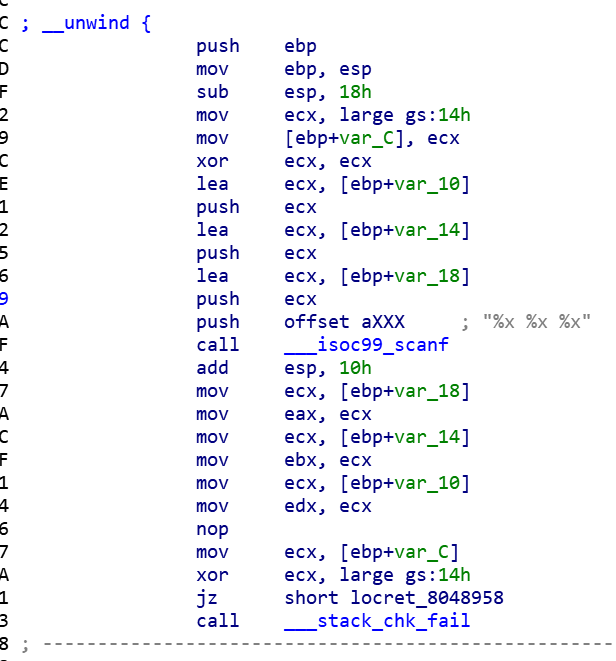 C
C ; __unwind {
C push ebp
D mov ebp, esp
F sub esp, 18h
2 mov ecx, large gs:14h
9 mov [ebp+var_C], ecx
C xor ecx, ecx
E lea ecx, [ebp+var_10]
1 push ecx
2 lea ecx, [ebp+var_14]
5 push ecx
6 lea ecx, [ebp+var_18]
9 push ecx
A push offset aXXX ; "%x %x %x"
F call ___isoc99_scanf
4 add esp, 10h
7 mov ecx, [ebp+var_18]
A mov eax, ecx
C mov ecx, [ebp+var_14]
F mov ebx, ecx
1 mov ecx, [ebp+var_10]
4 mov edx, ecx
6 nop
7 mov ecx, [ebp+var_C]
A xor ecx, large gs:14h
1 jz short locret_8048958
3 call ___stack_chk_fail
8 ; ---------------------------------------------------